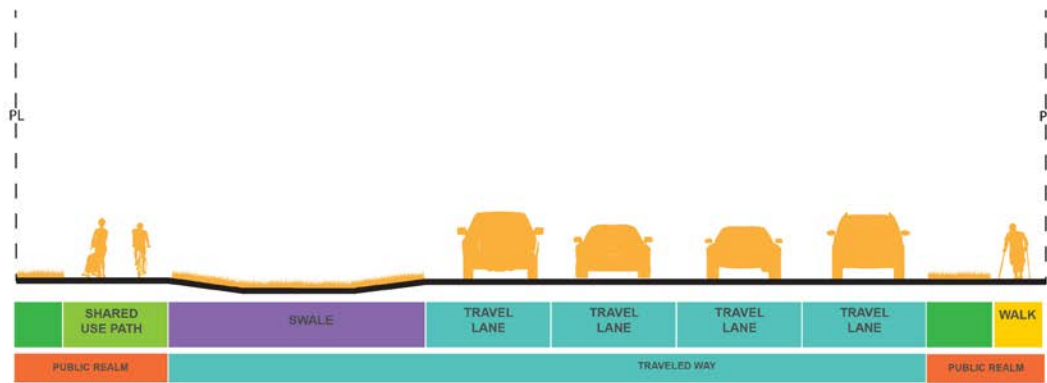 PL
P
SHARED
USE PATH
SWALE
TRAVEL
LANE
TRAVEL
LANE
TRAVEL
LANE
TRAVEL
LANE
WALK
PUBLIC REALM
TRAVELED WAY
PUBLIC REALM